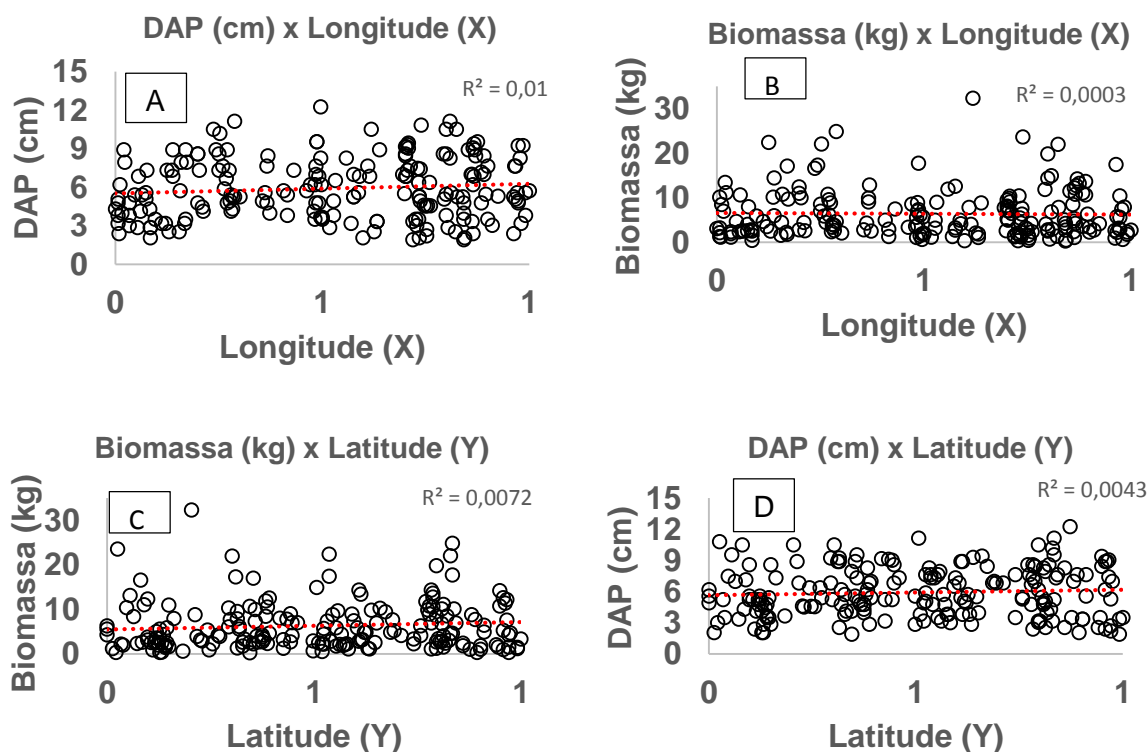 DAP (cm) x Longitude (X)
R² = 0,01
A
15
12
9
6
3
0
DAP (cm)
0 1 1
Longitude (X)
Biomassa (kg) x Longitude (X)
R² = 0,0003
B
30
20
10
0
Biomassa (kg)
0 1 1
Longitude (X)
Biomassa (kg) x Latitude (Y)
R² = 0,0072
C
30
20
10
0
Biomassa (kg)
0 1 1
Latitude (Y)
DAP (cm) x Latitude (Y)
R² = 0,0043
D
15
12
9
6
3
0
DAP (cm)
0 1 1
Latitude (Y)